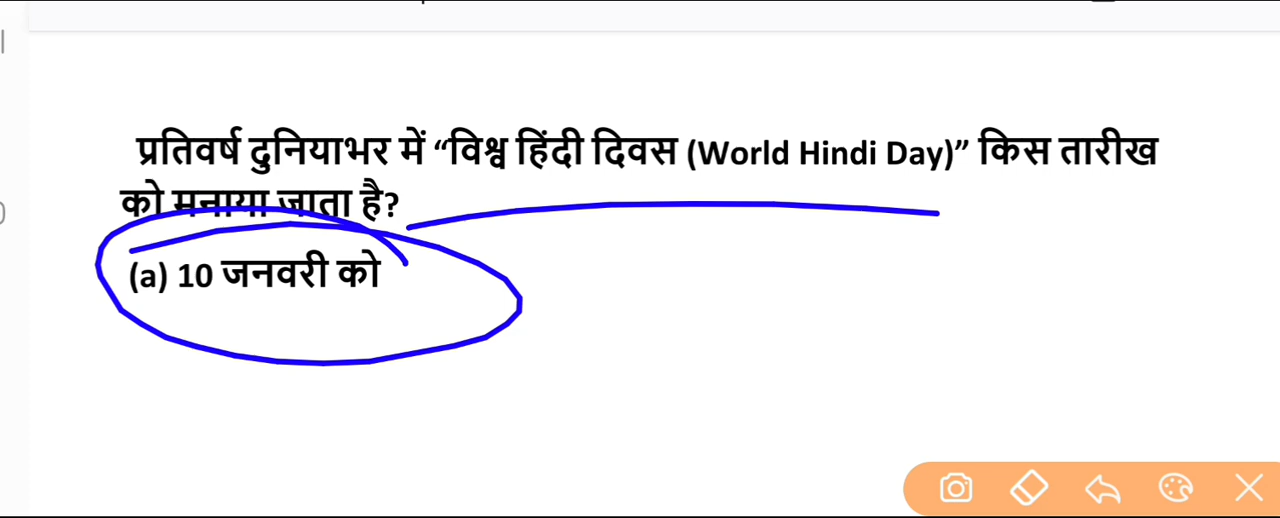 प्रतिवर्ष दुनियाभर में “विश्व हिंदी दिवस (World Hindi Day)” किस तारीख
को मनाया जाता है?
(a) 10 जनवरी को